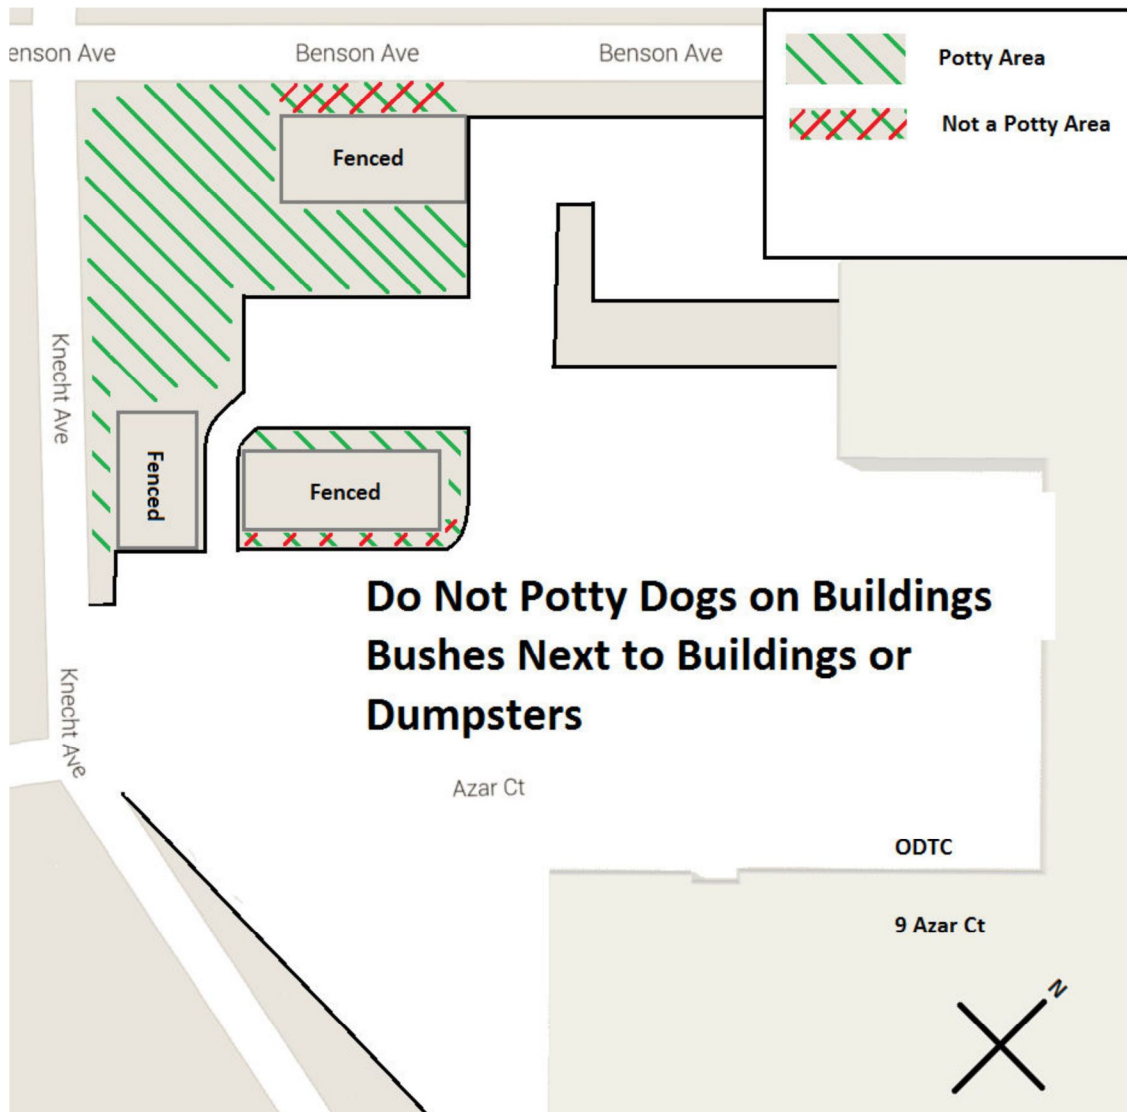 enson Ave
Benson Ave
Benson Ave
Potty Area
Not a Potty Area
Fenced
Knecht Ave
Fenced
Fenced
Do Not Potty Dogs on Buildings
Bushes Next to Buildings or
Dumpsters
Knecht Ave
Azar Ct
ODTC
9 Azar Ct
N